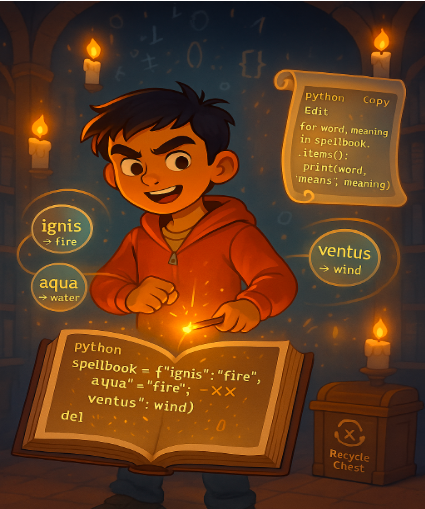 python Copy
Edit
for word, meaning
in spellbook.
.items():
print(word,
'means', meaning)
ignis
→ fire
aqua
→ water
ventus
→ wind
python
spellbook = f"ignis":"fire",
aqua"="fire"; –××
ventus": wind)
del
Recycle
Chest